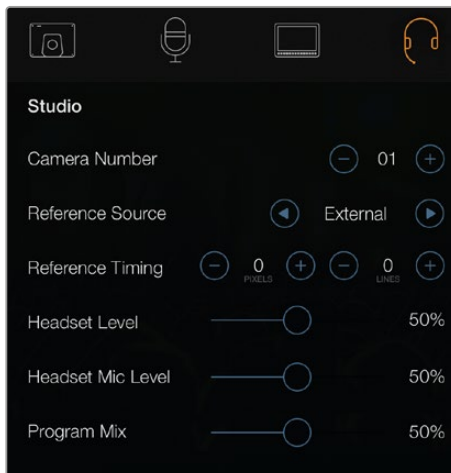 Studio
Camera Number 01
Reference Source External
Reference Timing 0 PIXELS 0 LINES
Headset Level 50%
Headset Mic Level 50%
Program Mix 50%